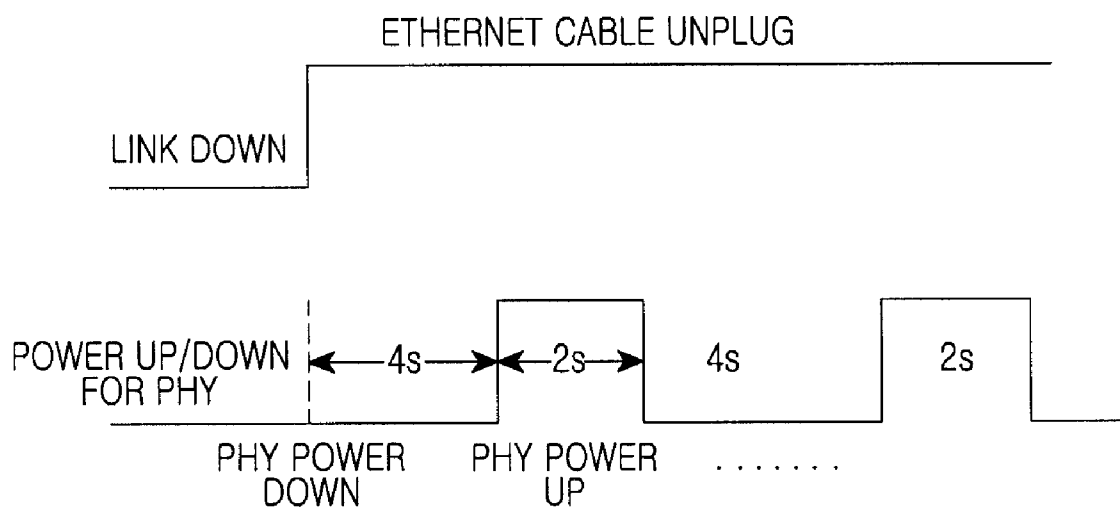 ETHERNET CABLE UNPLUG
LINK DOWN
POWER UP/DOWN
FOR PHY
4s
2s
4s
2s
PHY POWER
DOWN
PHY POWER
UP
.......